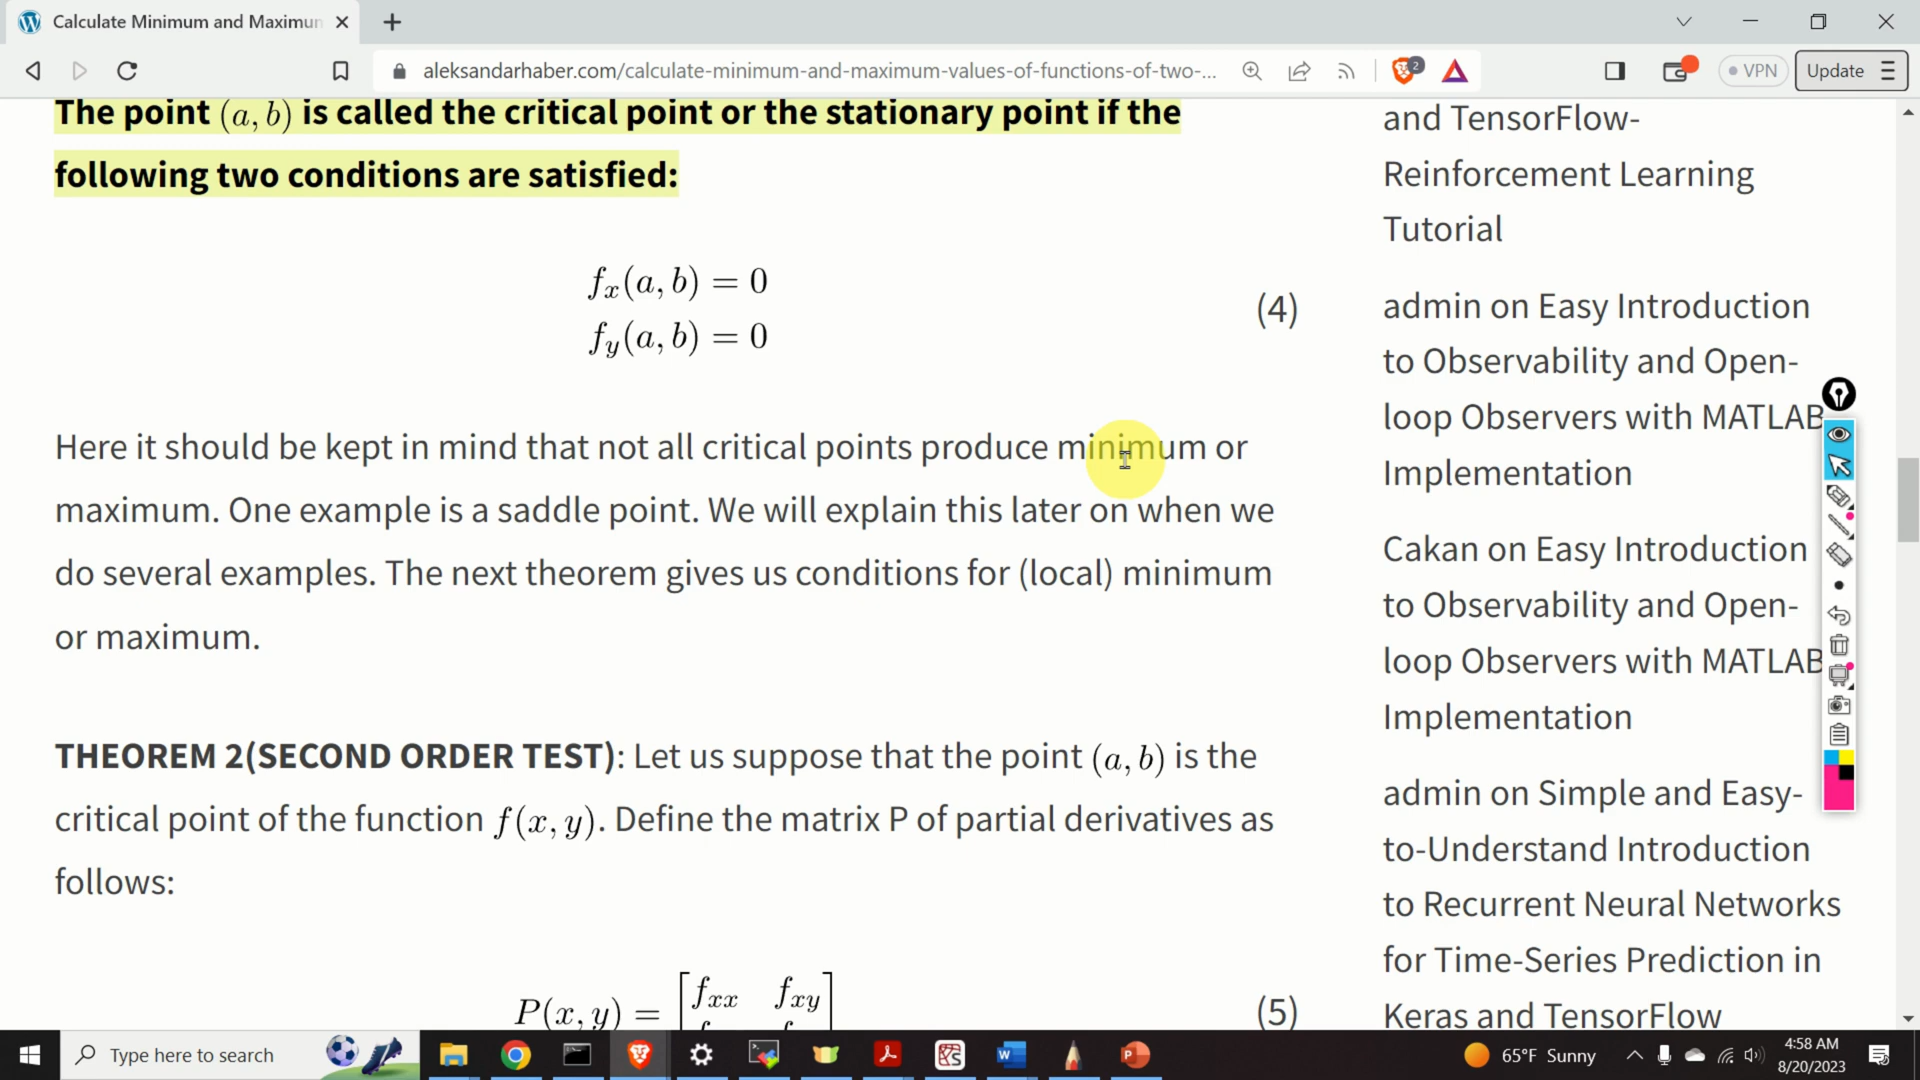 Calculate Minimum and Maximum
aleksandarhaber.com/calculate-minimum-and-maximum-values-of-functions-of-two-...
2
VPN
Update
The point (a, b) is called the critical point or the stationary point if the
following two conditions are satisfied:
f_x(a, b) = 0
f_y(a, b) = 0
(4)
Here it should be kept in mind that not all critical points produce minimum or
maximum. One example is a saddle point. We will explain this later on when we
do several examples. The next theorem gives us conditions for (local) minimum
or maximum.
THEOREM 2(SECOND ORDER TEST): Let us suppose that the point (a, b) is the
critical point of the function f(x, y). Define the matrix P of partial derivatives as
follows:
P(x, y) = [f_xx f_xy]
(5)
and TensorFlow-
Reinforcement Learning
Tutorial
admin on Easy Introduction
to Observability and Open-
loop Observers with MATLAB
Implementation
Cakan on Easy Introduction
to Observability and Open-
loop Observers with MATLAB
Implementation
admin on Simple and Easy-
to-Understand Introduction
to Recurrent Neural Networks
for Time-Series Prediction in
Keras and TensorFlow
Type here to search
65°F Sunny
4:58 AM
8/20/2023